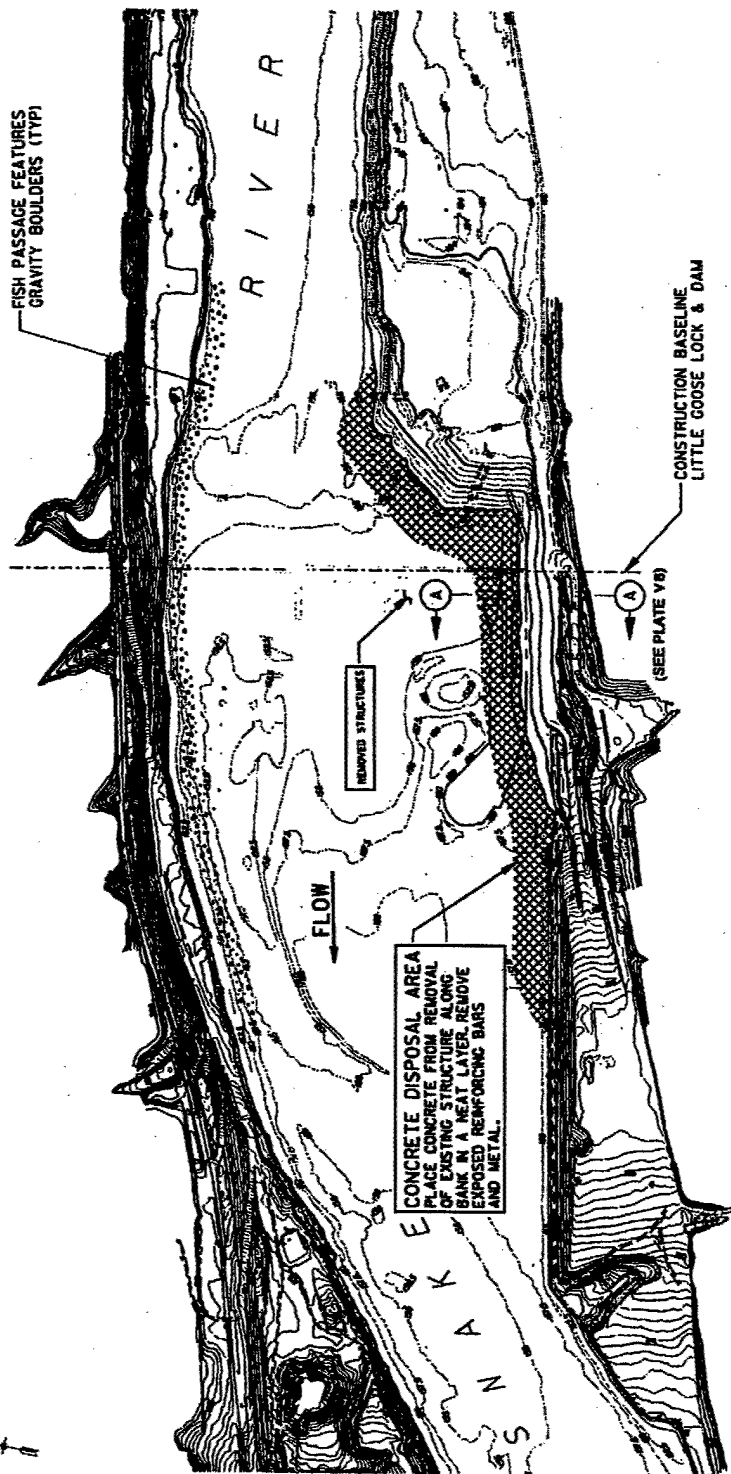 FISH PASSAGE FEATURES
GRAVITY BOULDERS (TYP)
RIVER
REMOVED STRUCTURES
A
A
(SEE PLATE V8)
CONSTRUCTION BASELINE
LITTLE GOOSE LOCK & DAM
FLOW
CONCRETE DISPOSAL AREA
PLACE CONCRETE FROM REMOVAL
OF EXISTING STRUCTURE ALONG
BANK IN A NEAT LAYER. REMOVE
EXPOSED REINFORCING BARS
AND METAL.
SNAKE